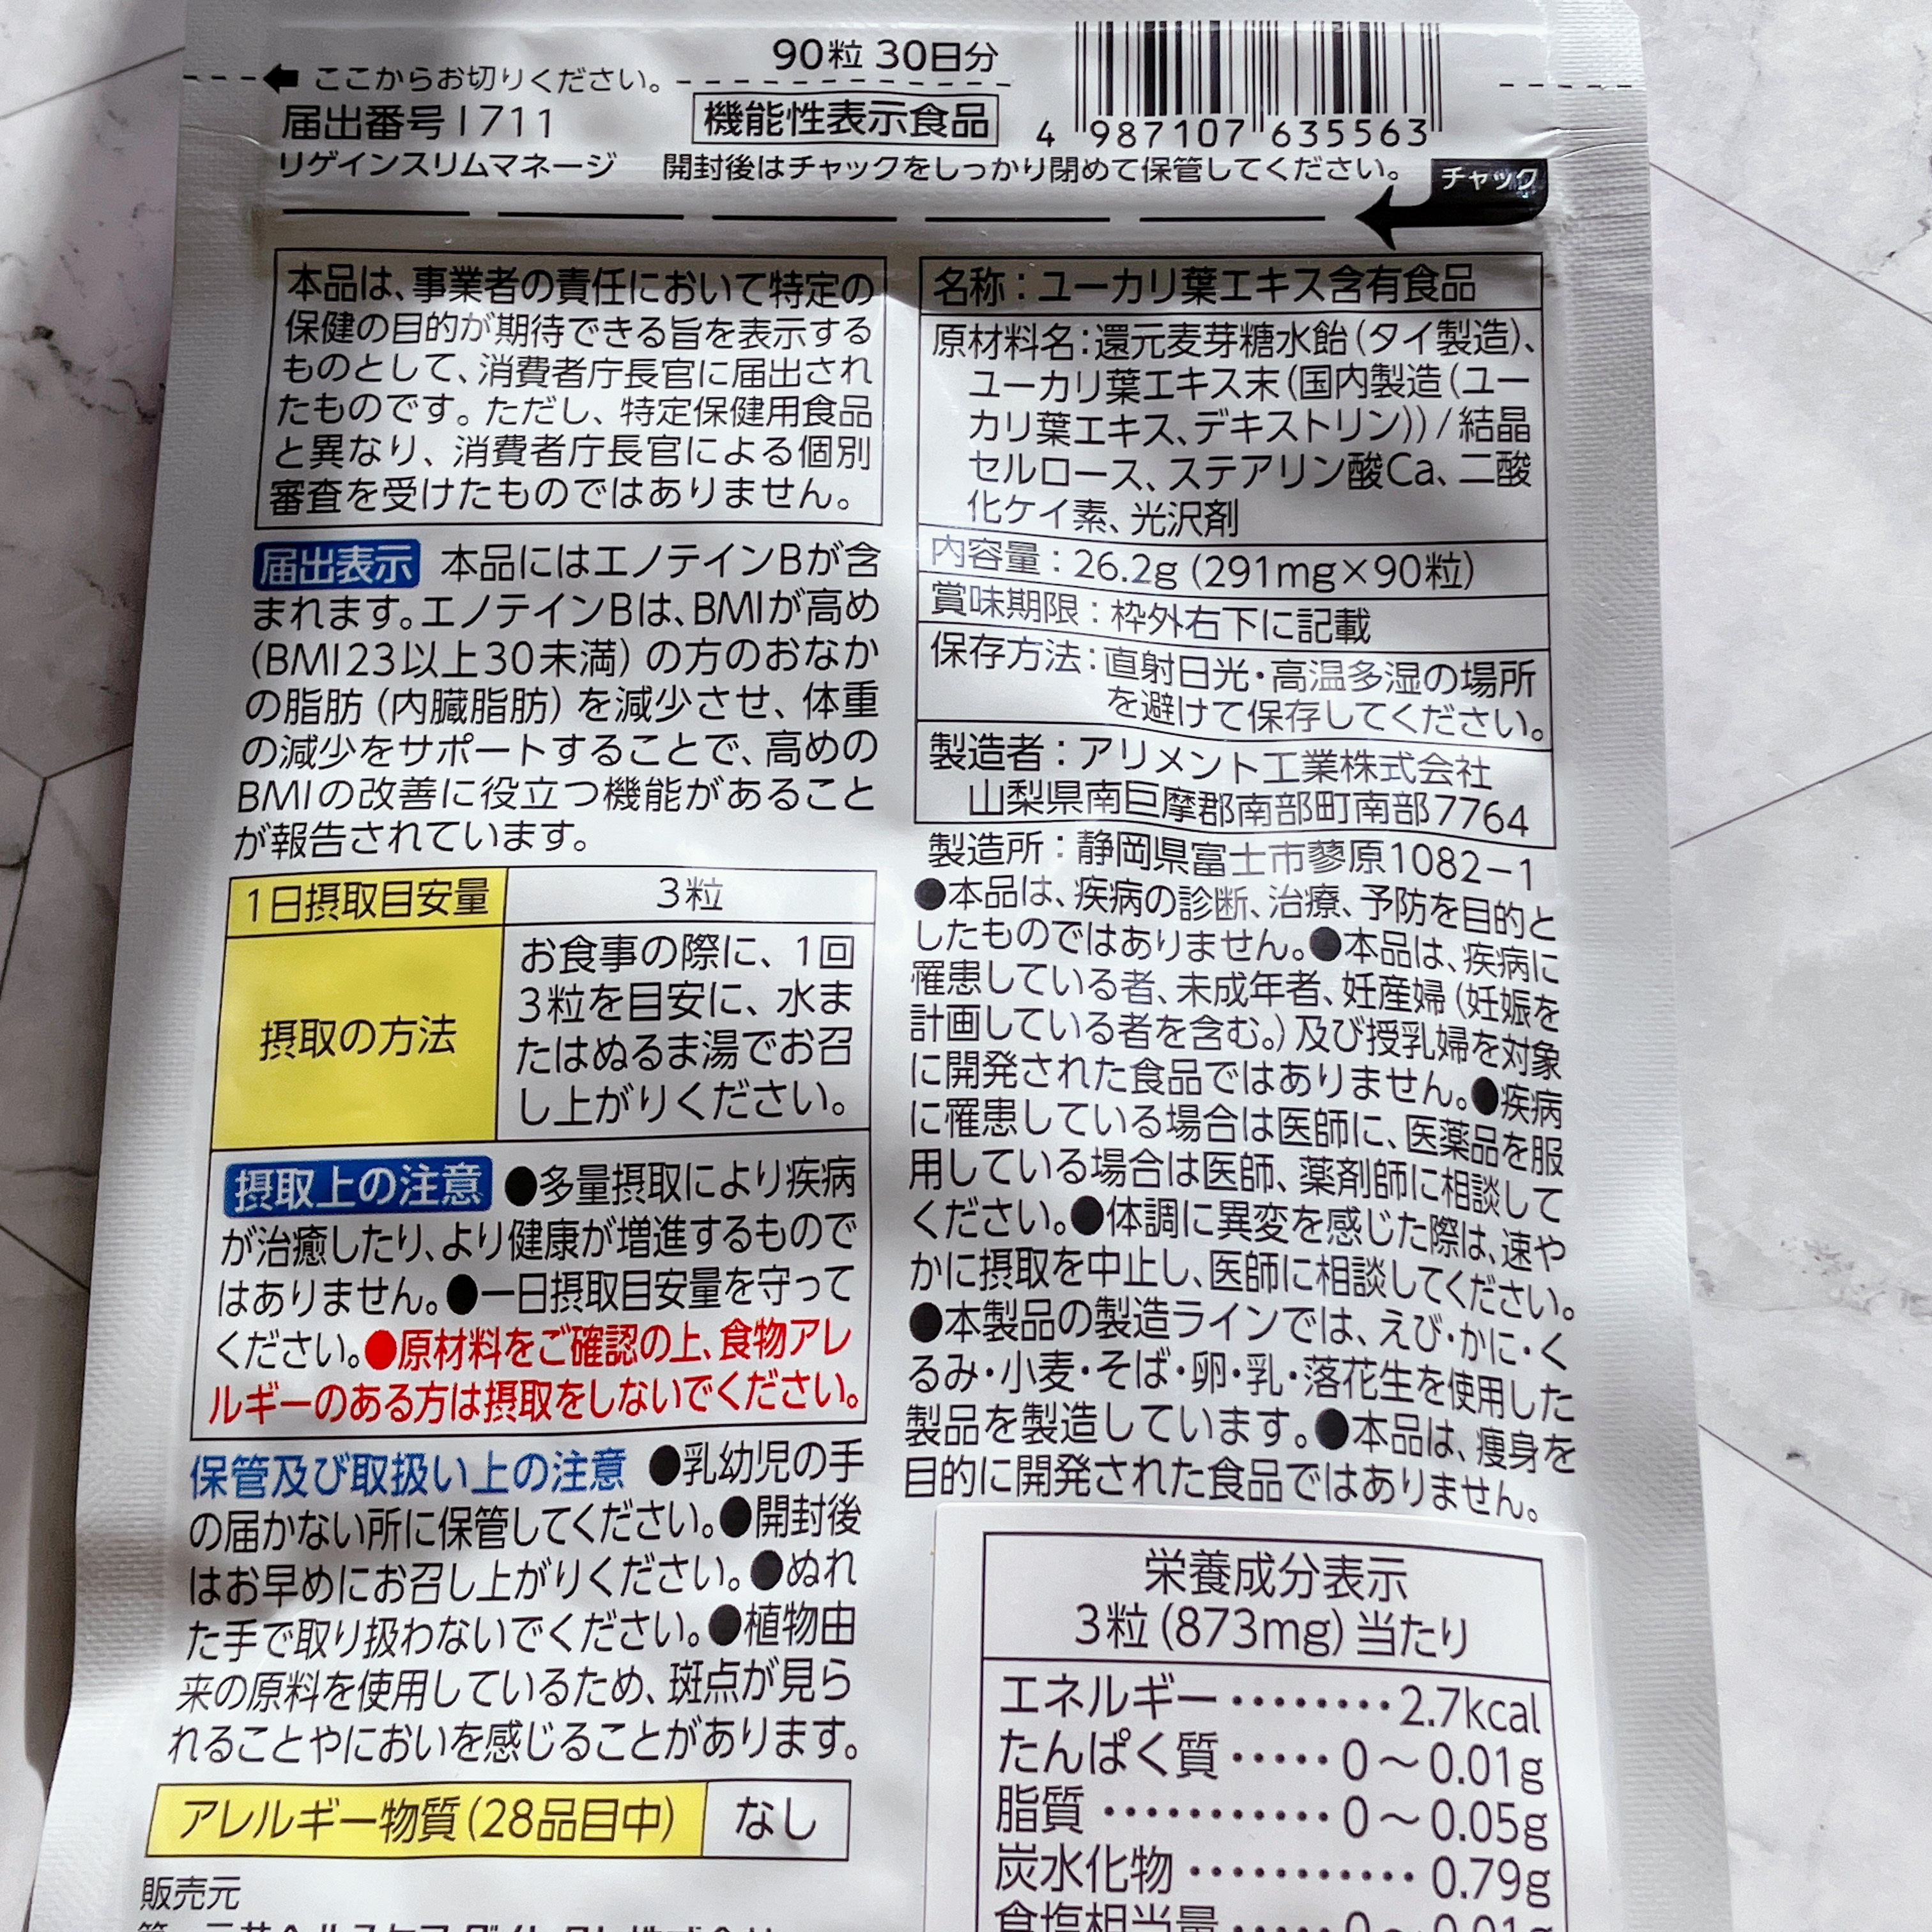 90粒 30日分
ここからお切りください。
届出番号I711
機能性表示食品
4 987107 635563
リゲインスリムマネージ
開封後はチャックをしっかり閉めて保管してください。
チャック
本品は、事業者の責任において特定の
保健の目的が期待できる旨を表示する
ものとして、消費者庁長官に届出され
たものです。ただし、特定保健用食品
と異なり、消費者庁長官による個別
審査を受けたものではありません。
届出表示 本品にはエノテインBが含
まれます。エノテインBは、BMIが高め
(BMI23以上30未満)の方のおなか
の脂肪(内臓脂肪)を減少させ、体重
の減少をサポートすることで、高めの
BMIの改善に役立つ機能があること
が報告されています。
1日摂取目安量 3粒
摂取の方法
お食事の際に、1回
3粒を目安に、水ま
たはぬるま湯でお召
し上がりください。
摂取上の注意 ●多量摂取により疾病
が治癒したり、より健康が増進するもので
はありません。●一日摂取目安量を守って
ください。●原材料をご確認の上、食物アレ
ルギーのある方は摂取をしないでください。
保管及び取扱い上の注意 ●乳幼児の手
の届かない所に保管してください。●開封後
はお早めにお召し上がりください。●ぬれ
た手で取り扱わないでください。●植物由
来の原料を使用しているため、斑点が見ら
れることやにおいを感じることがあります。
アレルギー物質(28品目中) なし
販売元
名称:ユーカリ葉エキス含有食品
原材料名:還元麦芽糖水飴(タイ製造)、
ユーカリ葉エキス末(国内製造(ユー
カリ葉エキス、デキストリン))/結晶
セルロース、ステアリン酸Ca、二酸
化ケイ素、光沢剤
内容量:26.2g (291mg×90粒)
賞味期限:枠外右下に記載
保存方法:直射日光・高温多湿の場所
を避けて保存してください。
製造者:アリメント工業株式会社
山梨県南巨摩郡南部町南部7764
製造所:静岡県富士市蓼原1082−1
●本品は、疾病の診断、治療、予防を目的と
したものではありません。●本品は、疾病に
罹患している者、未成年者、妊産婦(妊娠を
計画している者を含む。)及び授乳婦を対象
に開発された食品ではありません。●疾病
に罹患している場合は医師に、医薬品を服
用している場合は医師、薬剤師に相談して
ください。●体調に異変を感じた際は、速や
かに摂取を中止し、医師に相談してください。
●本製品の製造ラインでは、えび・かに・く
るみ・小麦・そば・卵・乳・落花生を使用した
製品を製造しています。●本品は、痩身を
目的に開発された食品ではありません。
栄養成分表示
3粒(873mg)当たり
エネルギー········2.7kcal
たんぱく質·····0〜0.01g
脂質···········0〜0.05g
炭水化物···········0.79g
食塩相当量·····0〜0.01g